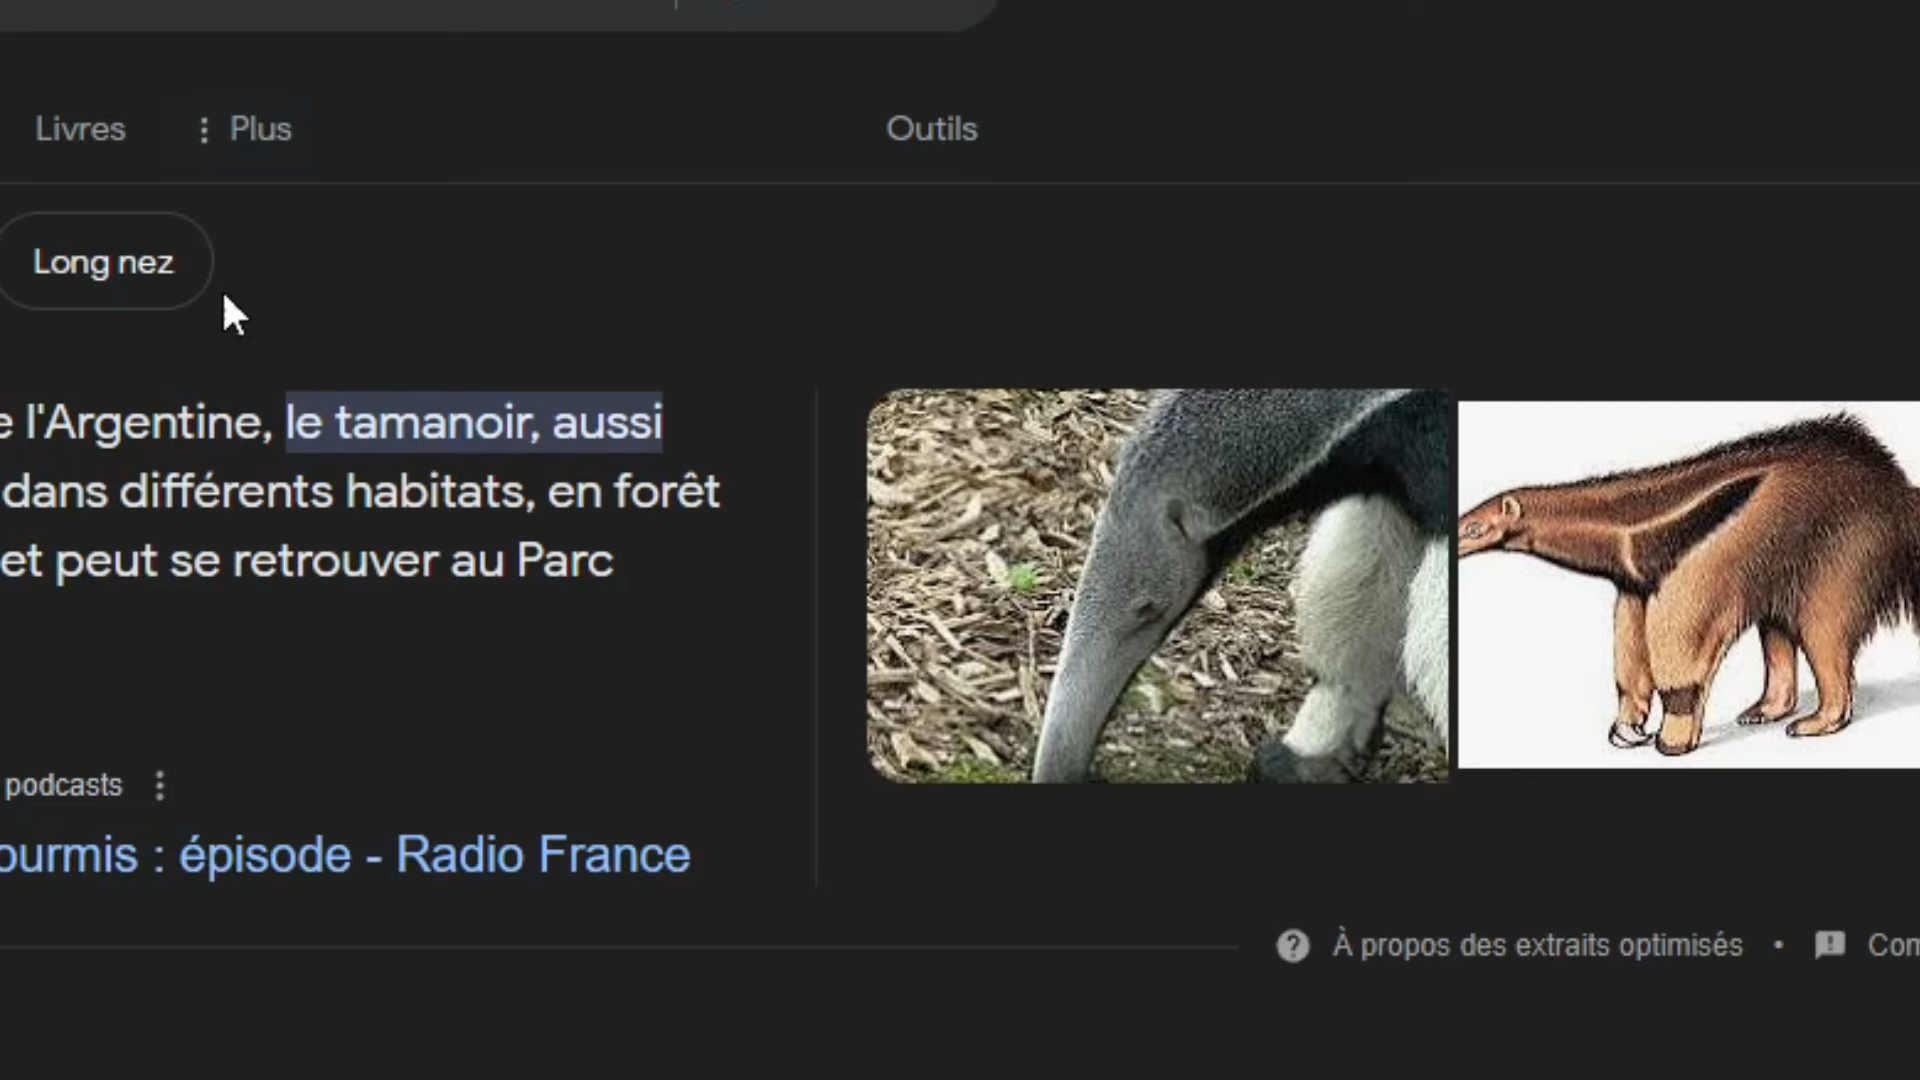 Livres
Plus
Outils
Long nez
l'Argentine, le tamanoir, aussi
dans différents habitats, en forêt
et peut se retrouver au Parc
podcasts
: épisode - Radio France
À propos des extraits optimisés •